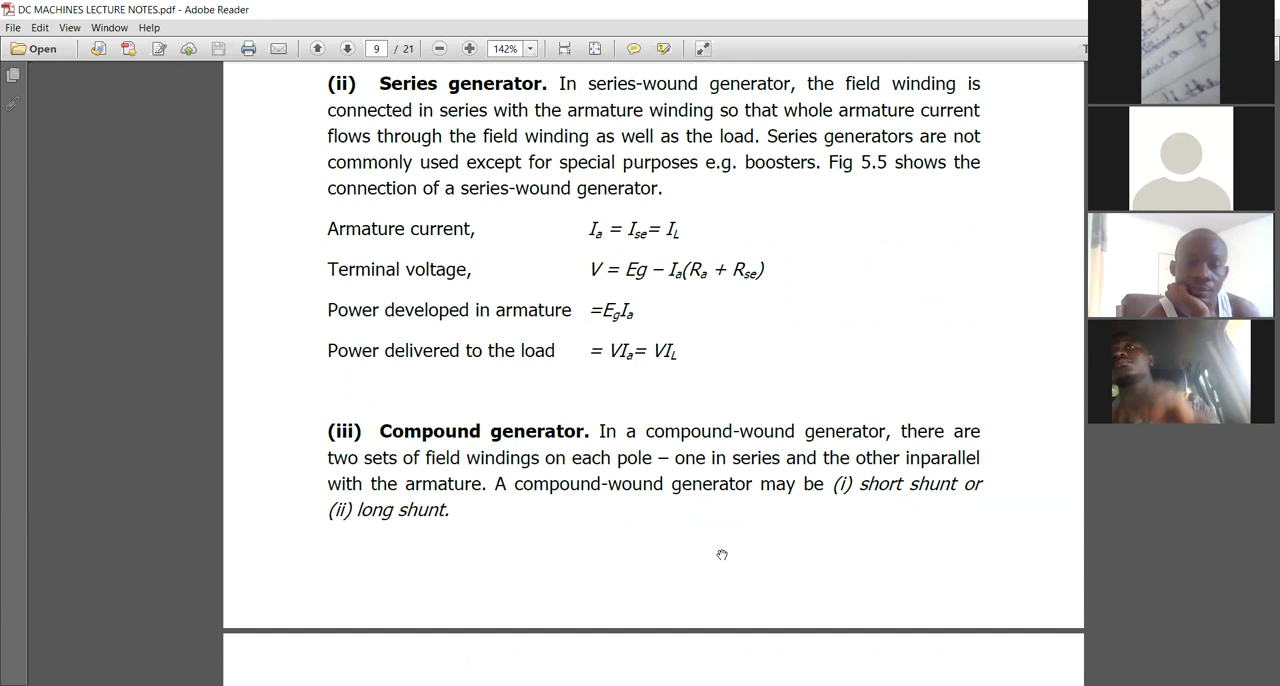 DC MACHINES LECTURE NOTES.pdf - Adobe Reader
File Edit View Window Help
Open 9 / 21 142%
(ii) Series generator. In series-wound generator, the field winding is
connected in series with the armature winding so that whole armature current
flows through the field winding as well as the load. Series generators are not
commonly used except for special purposes e.g. boosters. Fig 5.5 shows the
connection of a series-wound generator.
Armature current, Ia = Ise= IL
Terminal voltage, V = Eg − Ia(Ra + Rse)
Power developed in armature =EgIa
Power delivered to the load = VIa= VIL
(iii) Compound generator. In a compound-wound generator, there are
two sets of field windings on each pole – one in series and the other inparallel
with the armature. A compound-wound generator may be (i) short shunt or
(ii) long shunt.